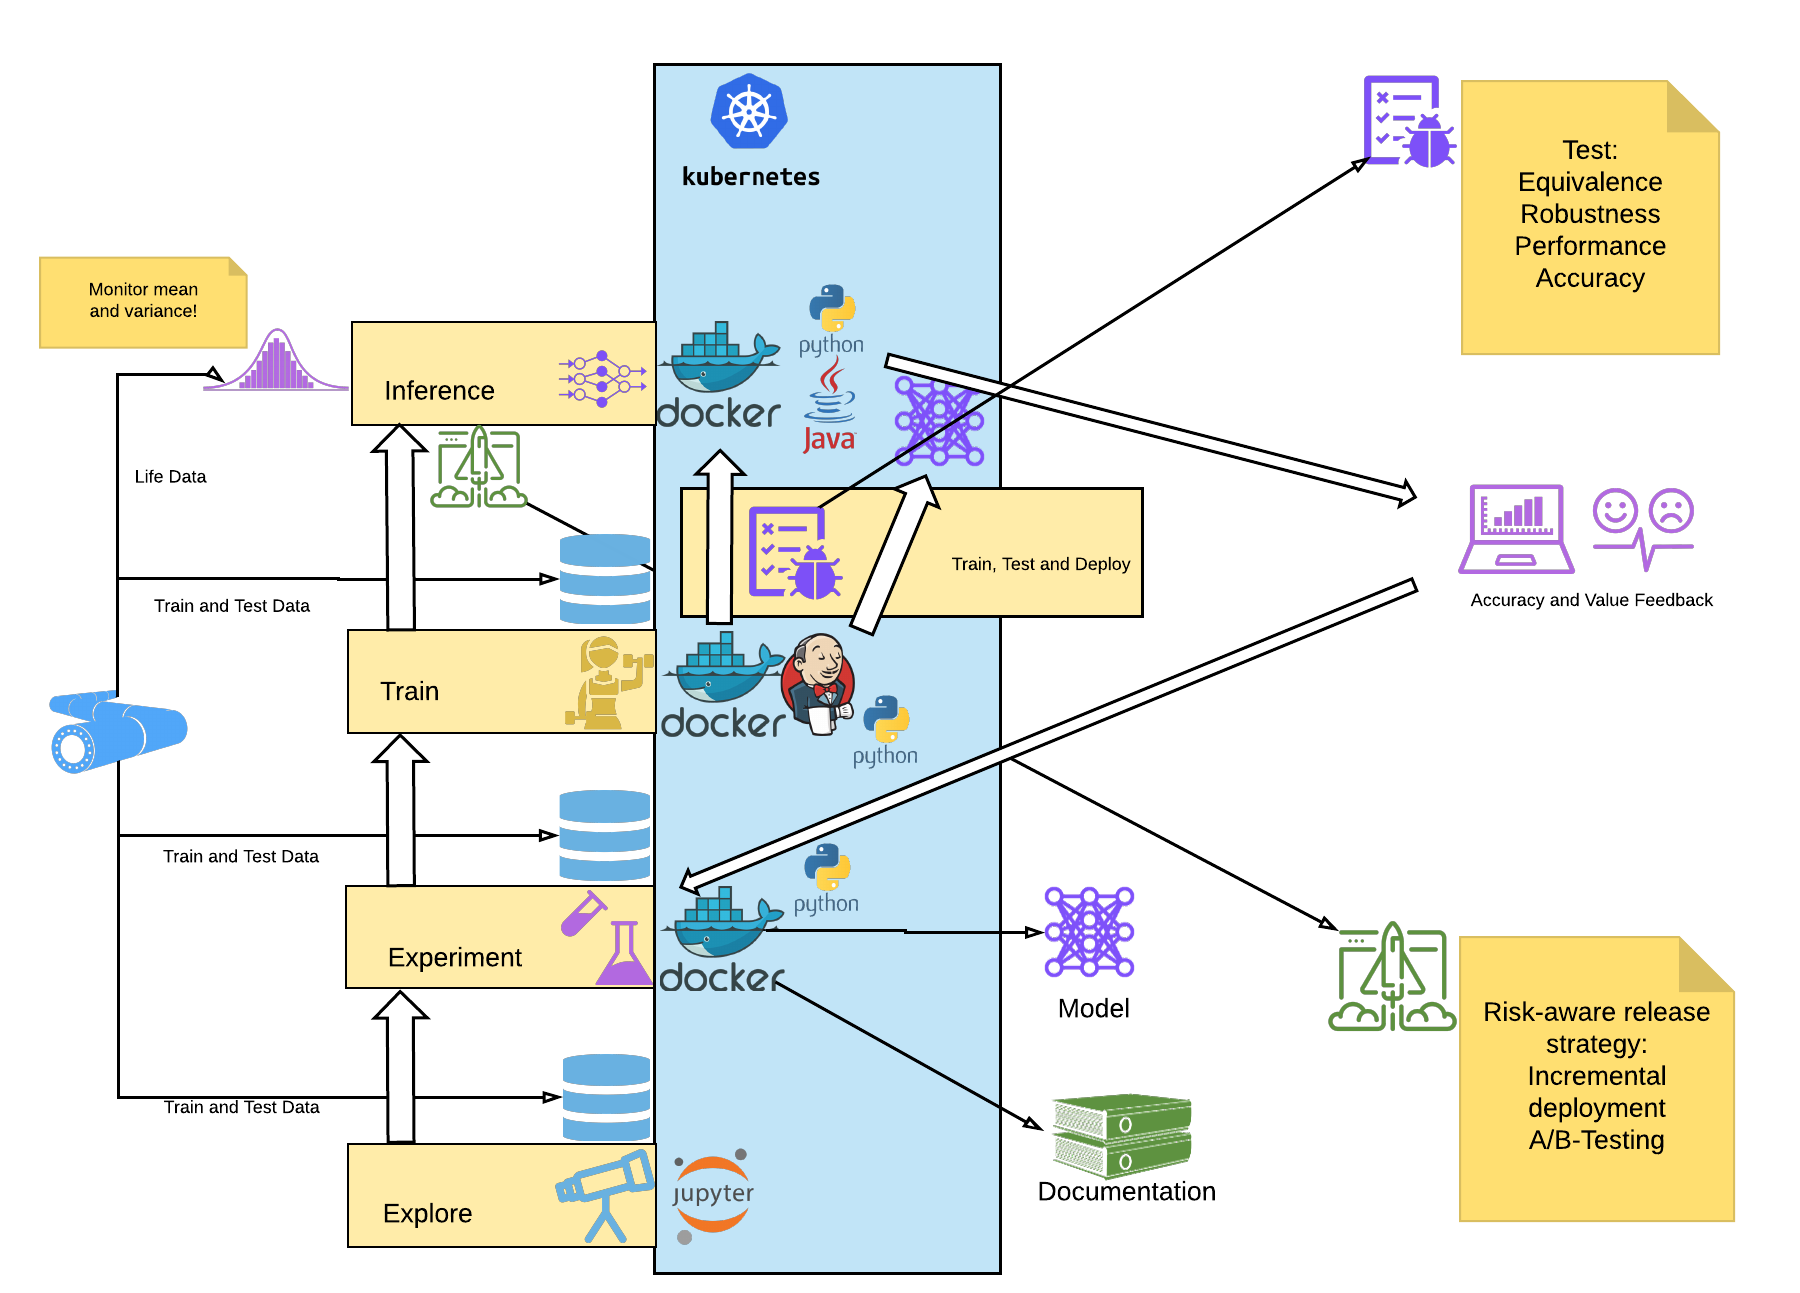 kubernetes
Test:
Equivalence
Robustness
Performance
Accuracy
Monitor mean
and variance!
Inference
docker
python
Java
Life Data
Train, Test and Deploy
Train and Test Data
Accuracy and Value Feedback
Train
docker
python
Train and Test Data
Experiment
docker
python
Model
Risk-aware release
strategy:
Incremental
deployment
A/B-Testing
Train and Test Data
Documentation
Explore
jupyter